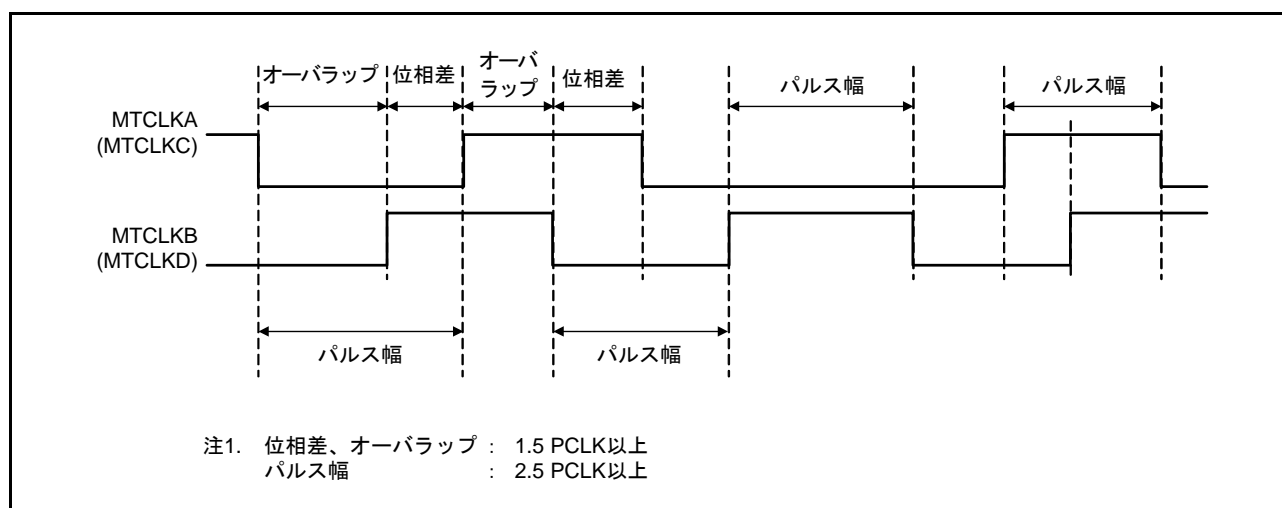 オーバラップ
位相差
オーバ
ラップ
位相差
パルス幅
パルス幅
MTCLKA
(MTCLKC)
MTCLKB
(MTCLKD)
パルス幅
パルス幅
注1. 位相差、オーバラップ : 1.5 PCLK以上
パルス幅 : 2.5 PCLK以上